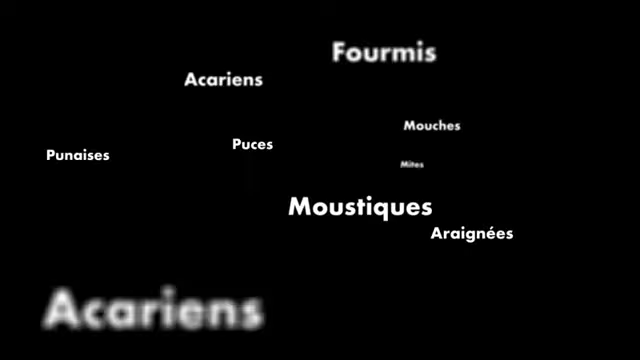 Fourmis
Acariens
Mouches
Puces
Punaises
Mites
Moustiques
Araignées
Acariens